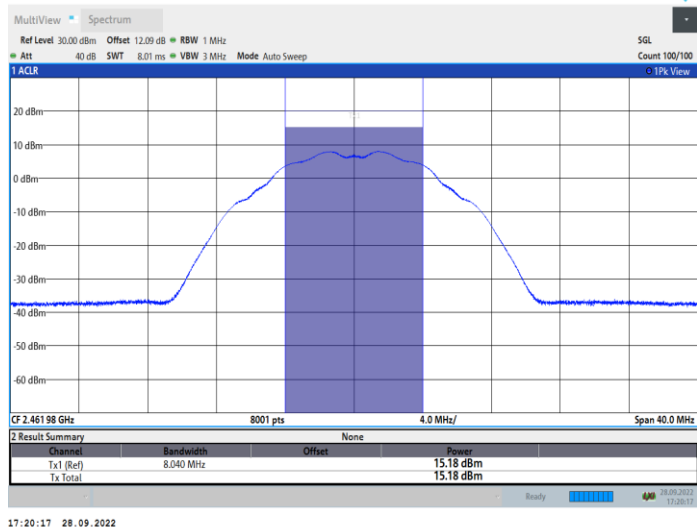 MultiView Spectrum
Ref Level 30.00 dBm Offset 12.09 dB RBW 1 MHz SGL
Att 40 dB SWT 8.01 ms VBW 3 MHz Mode Auto Sweep Count 100/100
1 ACLR 1Pk View
20 dBm
10 dBm
0 dBm
-10 dBm
-20 dBm
-30 dBm
-40 dBm
-50 dBm
-60 dBm
CF 2.46198 GHz 8001 pts 4.0 MHz/ Span 40.0 MHz
2 Result Summary None
Channel Bandwidth Offset Power
Tx1 (Ref) 8.040 MHz 15.18 dBm
Tx Total 15.18 dBm
Ready 28.09.2022
17:20:17
17:20:17 28.09.2022